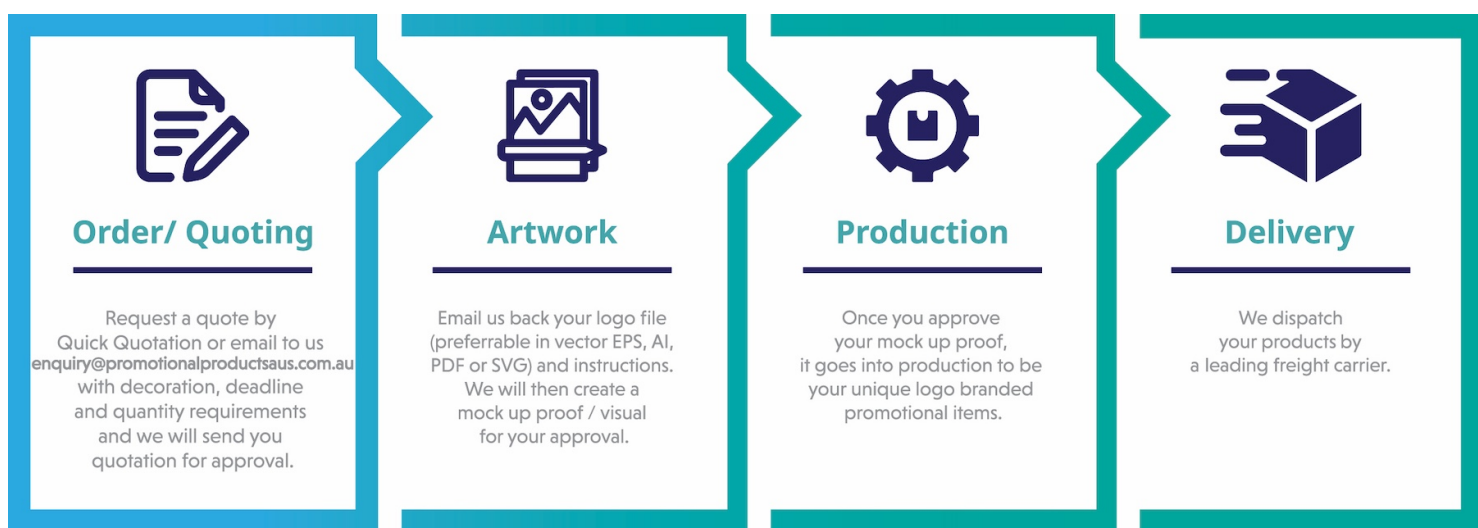 Order/ Quoting
Request a quote by
Quick Quotation or email to us
enquiry@promotionalproductsaus.com.au
with decoration, deadline
and quantity requirements
and we will send you
quotation for approval.
Artwork
Email us back your logo file
(preferrable in vector EPS, AI,
PDF or SVG) and instructions.
We will then create a
mock up proof / visual
for your approval.
Production
Once you approve
your mock up proof,
it goes into production to be
your unique logo branded
promotional items.
Delivery
We dispatch
your products by
a leading freight carrier.